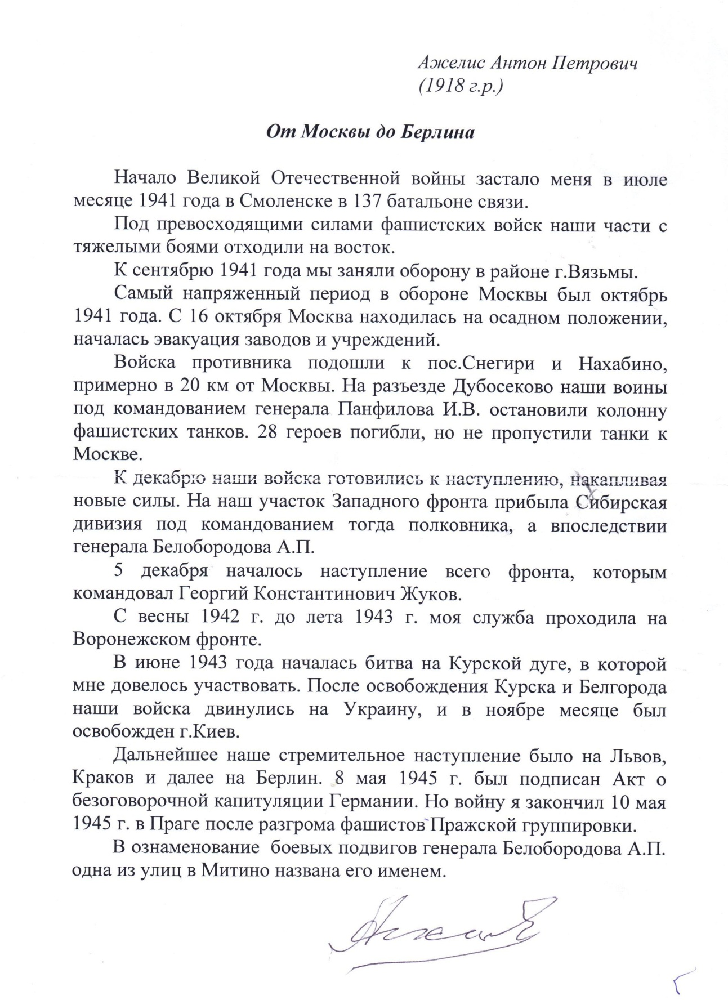 Ажелис Антон Петрович
(1918 г.р.)
От Москвы до Берлина
Начало Великой Отечественной войны застало меня в июле
месяце 1941 года в Смоленске в 137 батальоне связи.
Под превосходящими силами фашистских войск наши части с
тяжелыми боями отходили на восток.
К сентябрю 1941 года мы заняли оборону в районе г.Вязьмы.
Самый напряженный период в обороне Москвы был октябрь
1941 года. С 16 октября Москва находилась на осадном положении,
началась эвакуация заводов и учреждений.
Войска противника подошли к пос.Снегири и Нахабино,
примерно в 20 км от Москвы. На разъезде Дубосеково наши воины
под командованием генерала Панфилова И.В. остановили колонну
фашистских танков. 28 героев погибли, но не пропустили танки к
Москве.
К декабрю наши войска готовились к наступлению, накапливая
новые силы. На наш участок Западного фронта прибыла Сибирская
дивизия под командованием тогда полковника, а впоследствии
генерала Белобородова А.П.
5 декабря началось наступление всего фронта, которым
командовал Георгий Константинович Жуков.
С весны 1942 г. до лета 1943 г. моя служба проходила на
Воронежском фронте.
В июне 1943 года началась битва на Курской дуге, в которой
мне довелось участвовать. После освобождения Курска и Белгорода
наши войска двинулись на Украину, и в ноябре месяце был
освобожден г.Киев.
Дальнейшее наше стремительное наступление было на Львов,
Краков и далее на Берлин. 8 мая 1945 г. был подписан Акт о
безоговорочной капитуляции Германии. Но войну я закончил 10 мая
1945 г. в Праге после разгрома фашистов Пражской группировки.
В ознаменование боевых подвигов генерала Белобородова А.П.
одна из улиц в Митино названа его именем.